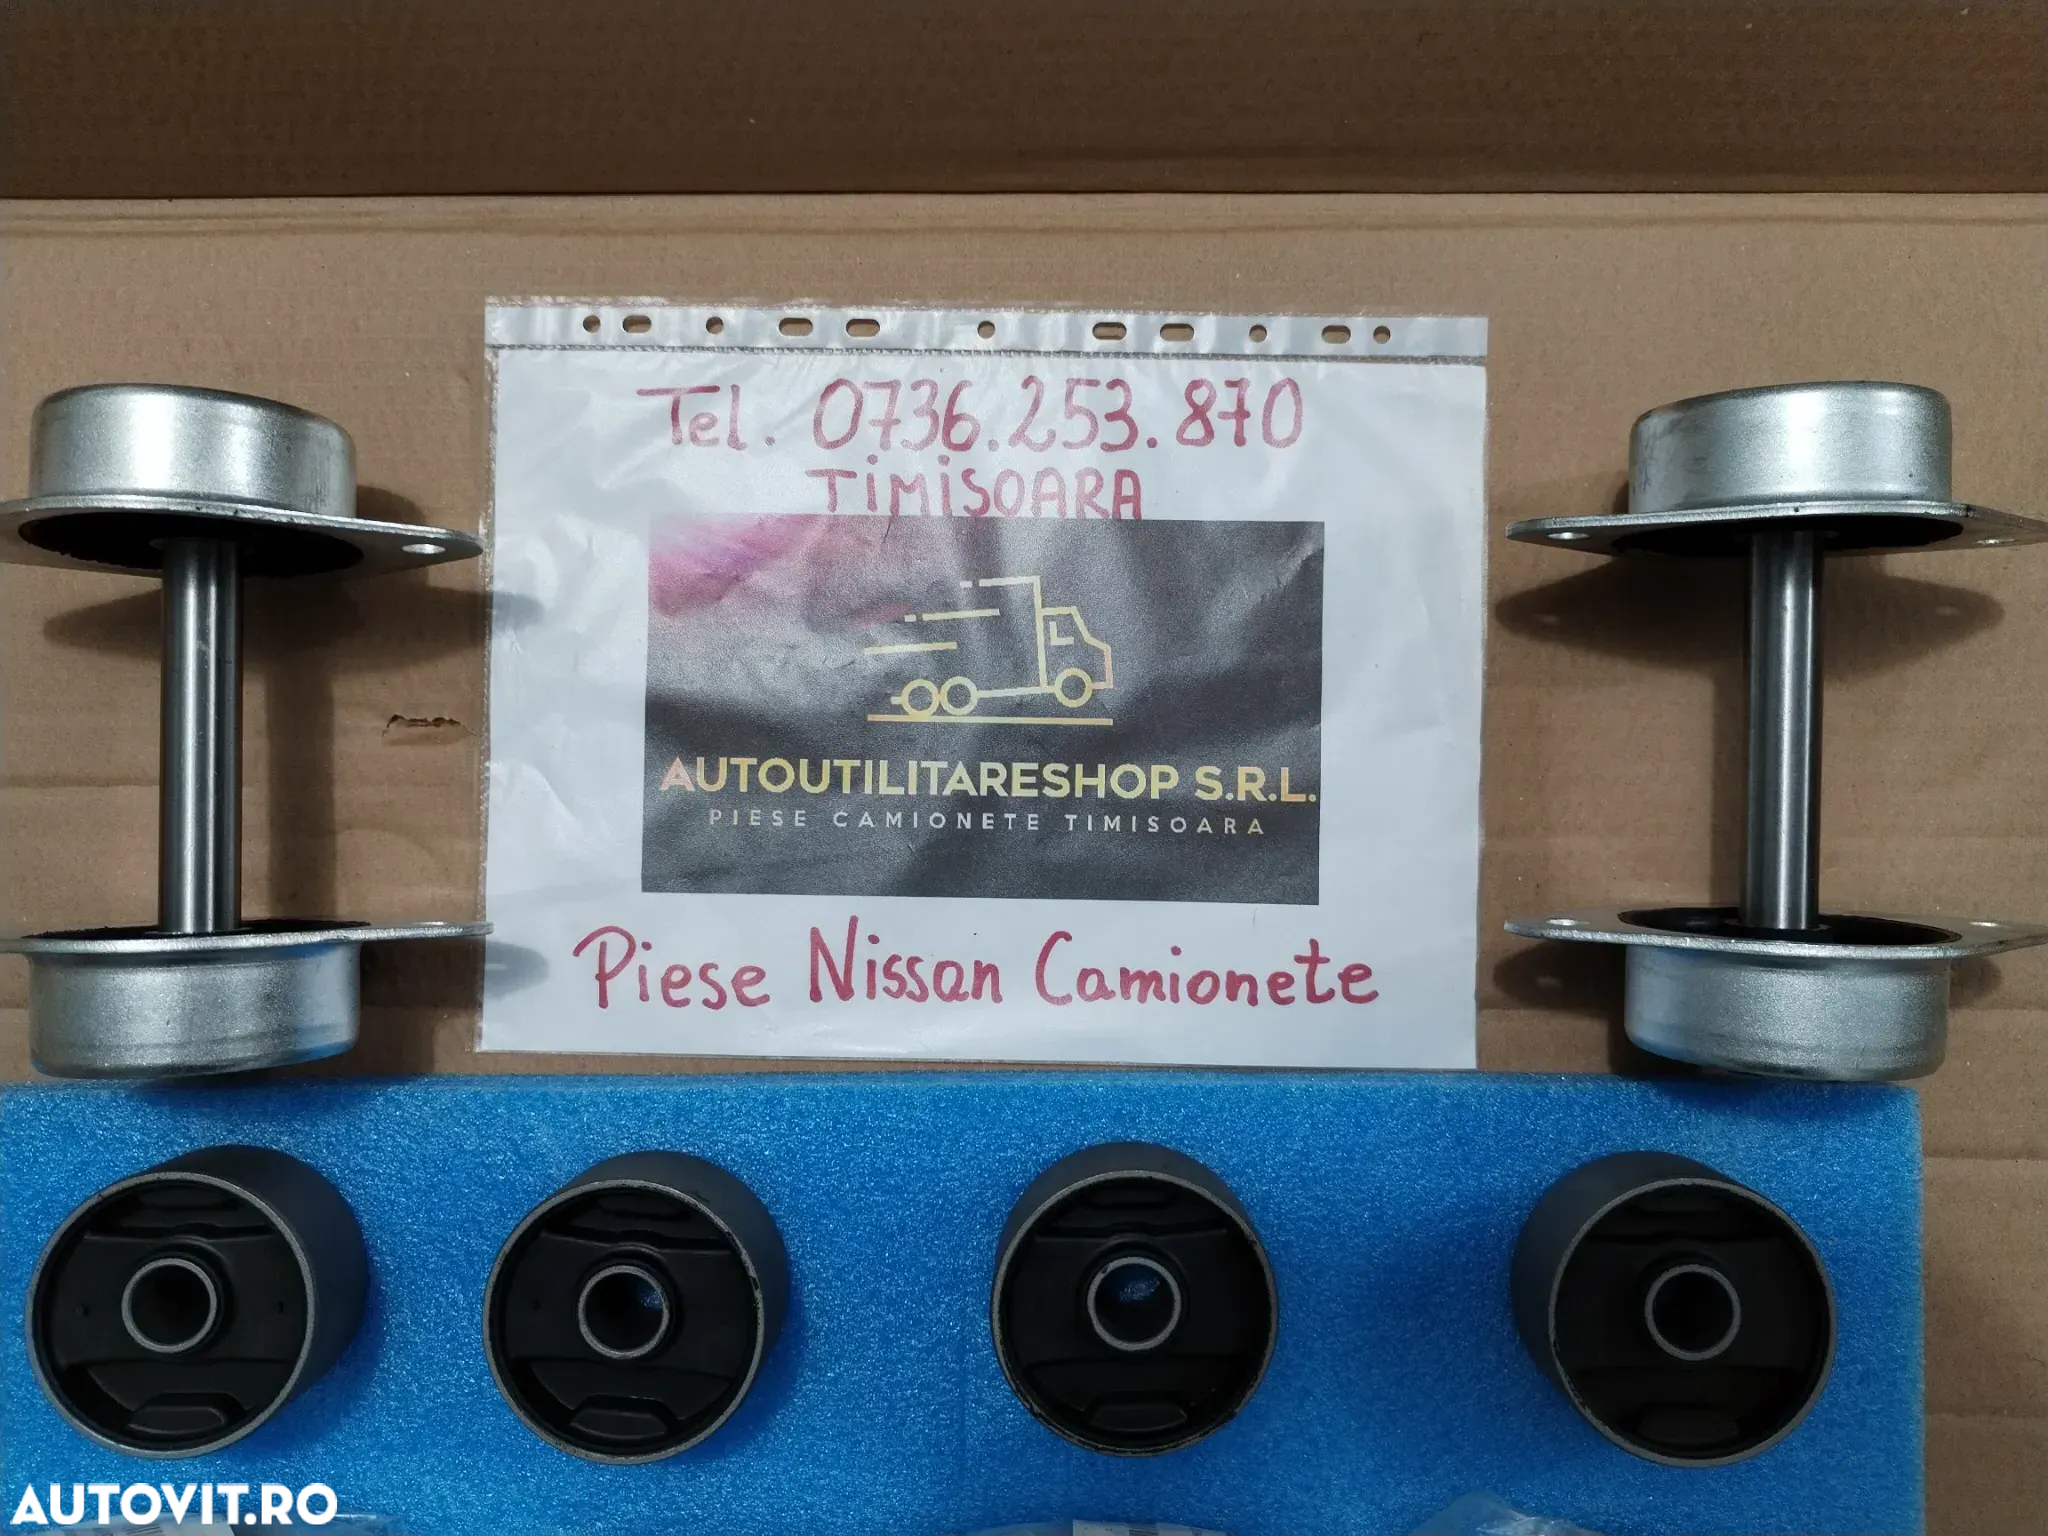 Tel. 0736.253.870
TiMiSOARA
L
AUTOUTILITARESHOP S.R.L.
PIESE CAMIONETE TIMISOARA
Piese Nissan Camionete
AUTOVIT.RO